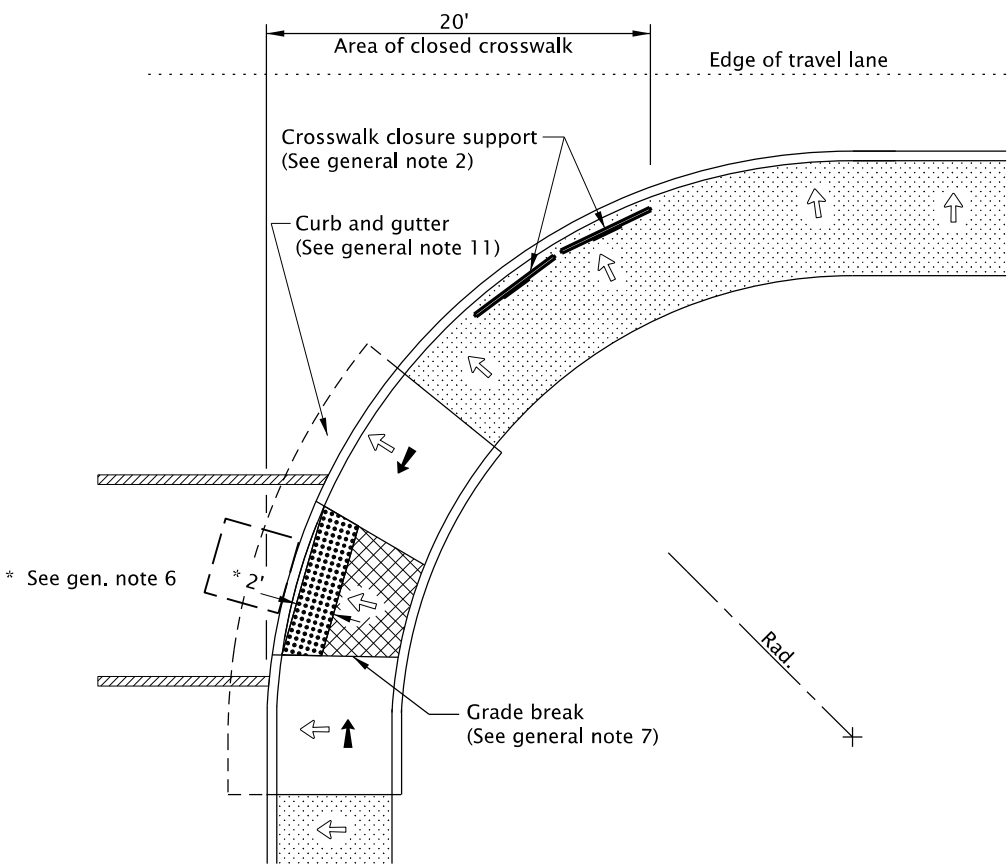 20'
Area of closed crosswalk
Edge of travel lane
Crosswalk closure support
(See general note 2)
Curb and gutter
(See general note 11)
* See gen. note 6
* 2'
Rad.
Grade break
(See general note 7)